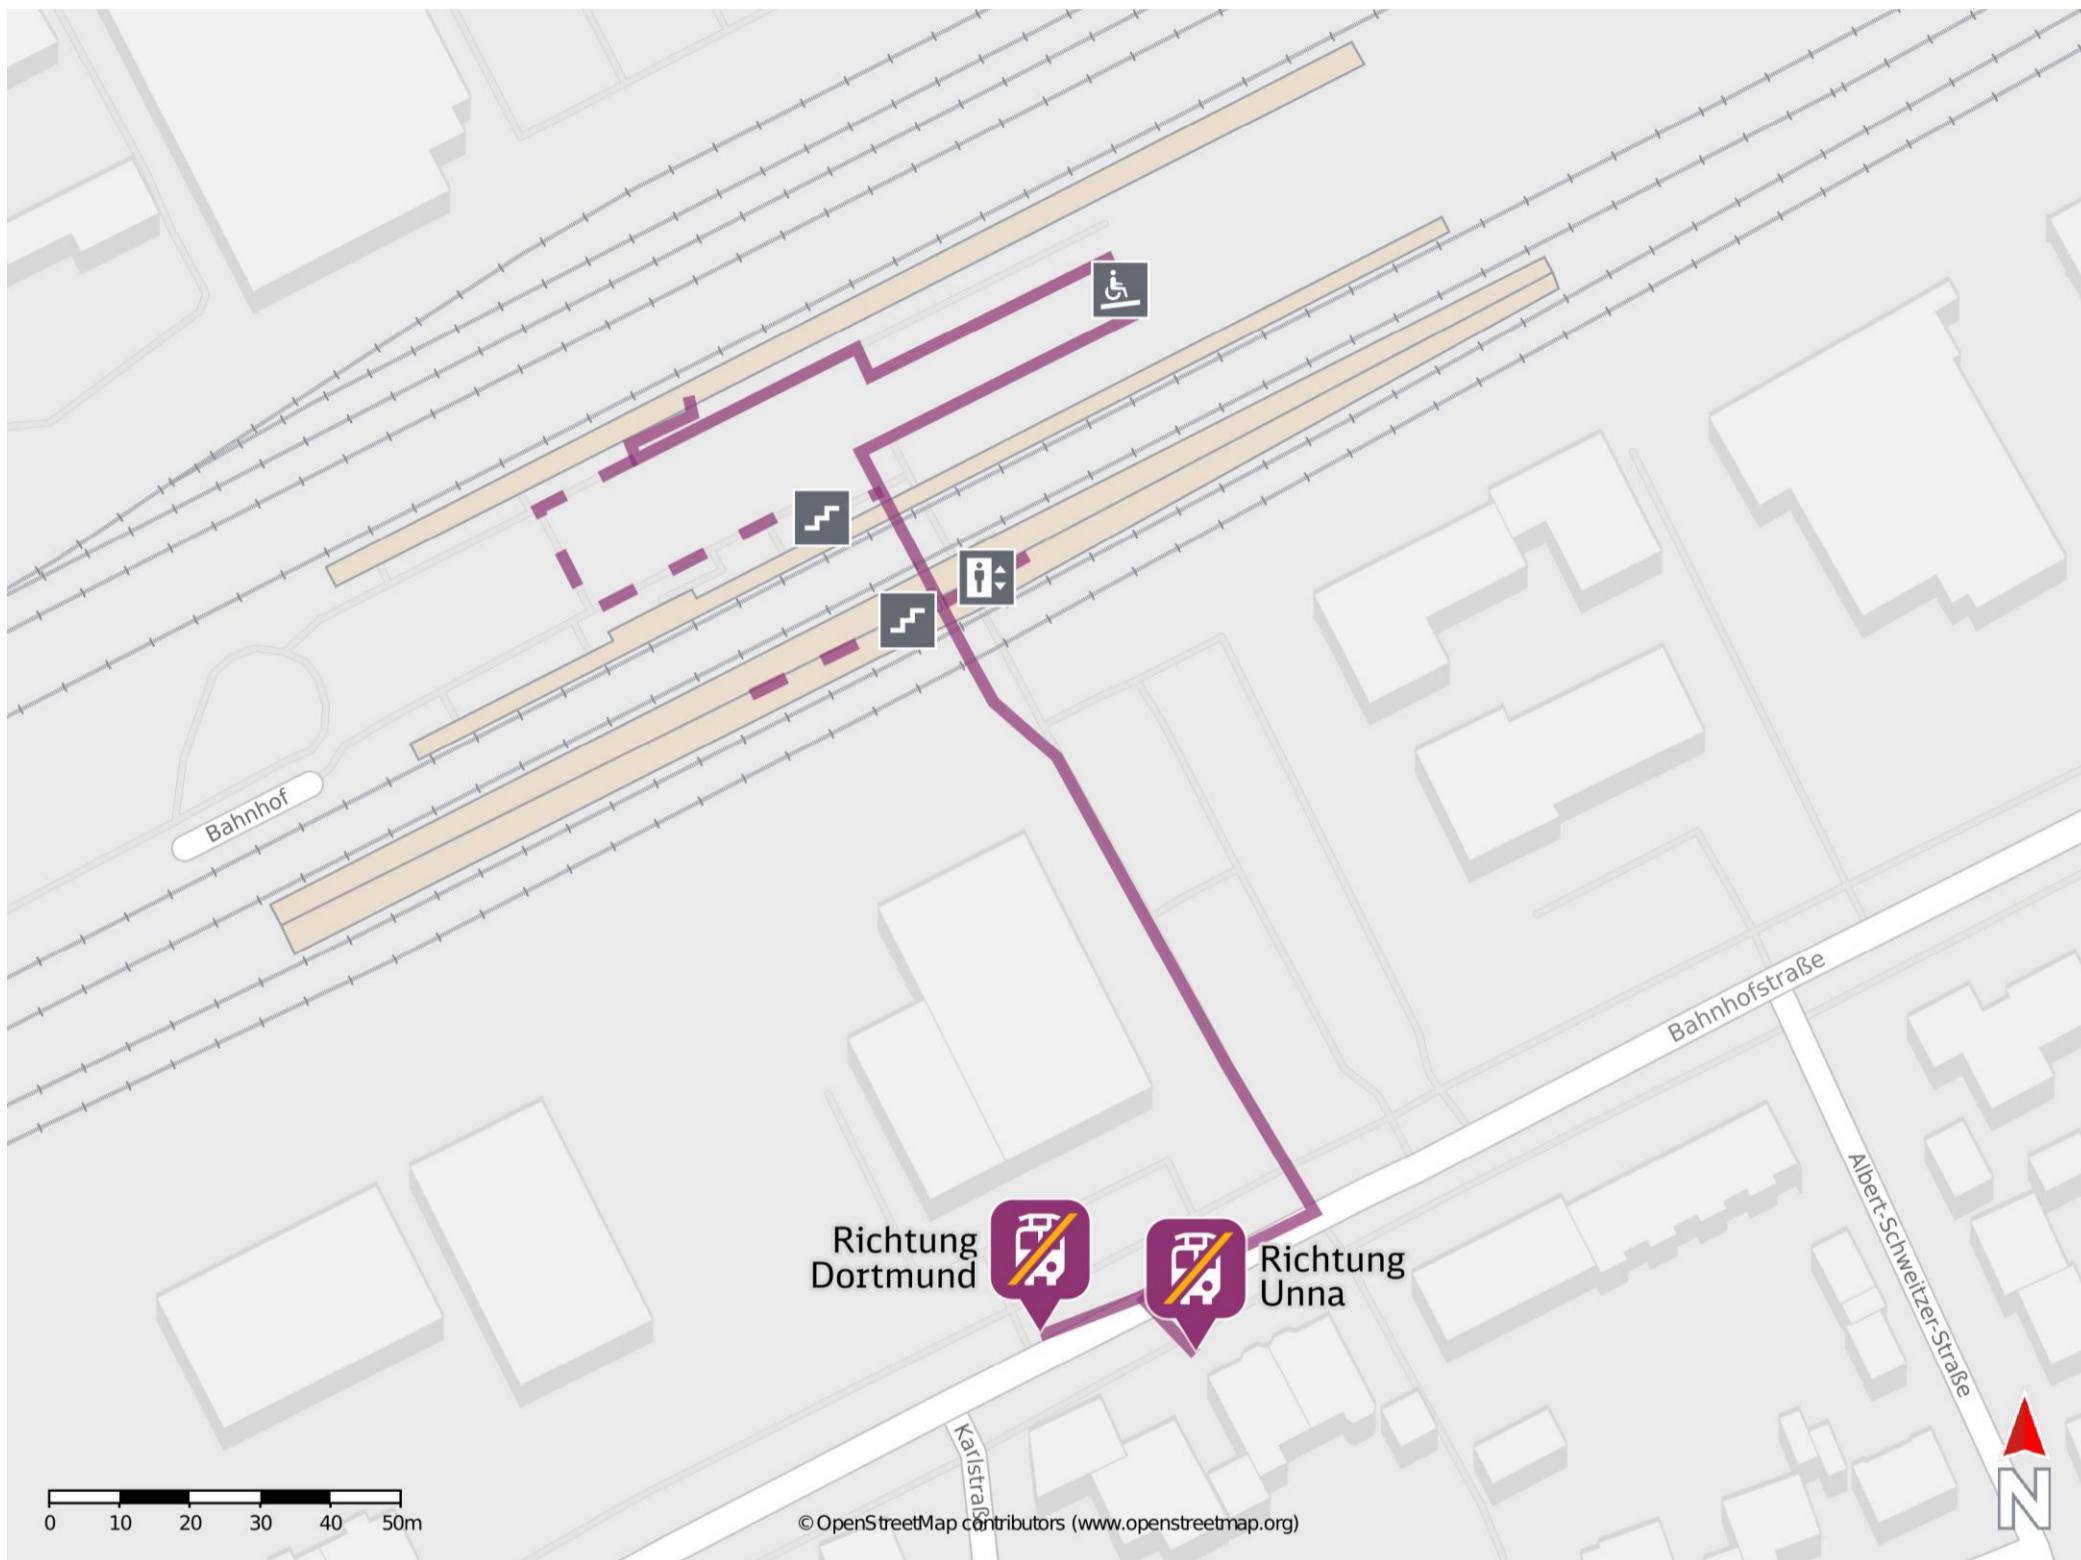 Bahnhof
Bahnhofstraße
Albert-Schweitzer-Straße
Richtung
Dortmund
Richtung
Unna
Karlstraße
0 10 20 30 40 50m
© OpenStreetMap contributors (www.openstreetmap.org)
N